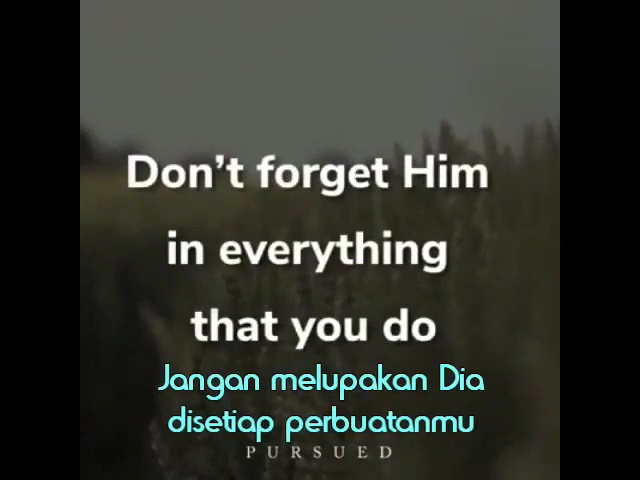 Don't forget Him
in everything
that you do
Jangan melupakan Dia
disetiap perbuatanmu
PURSUED